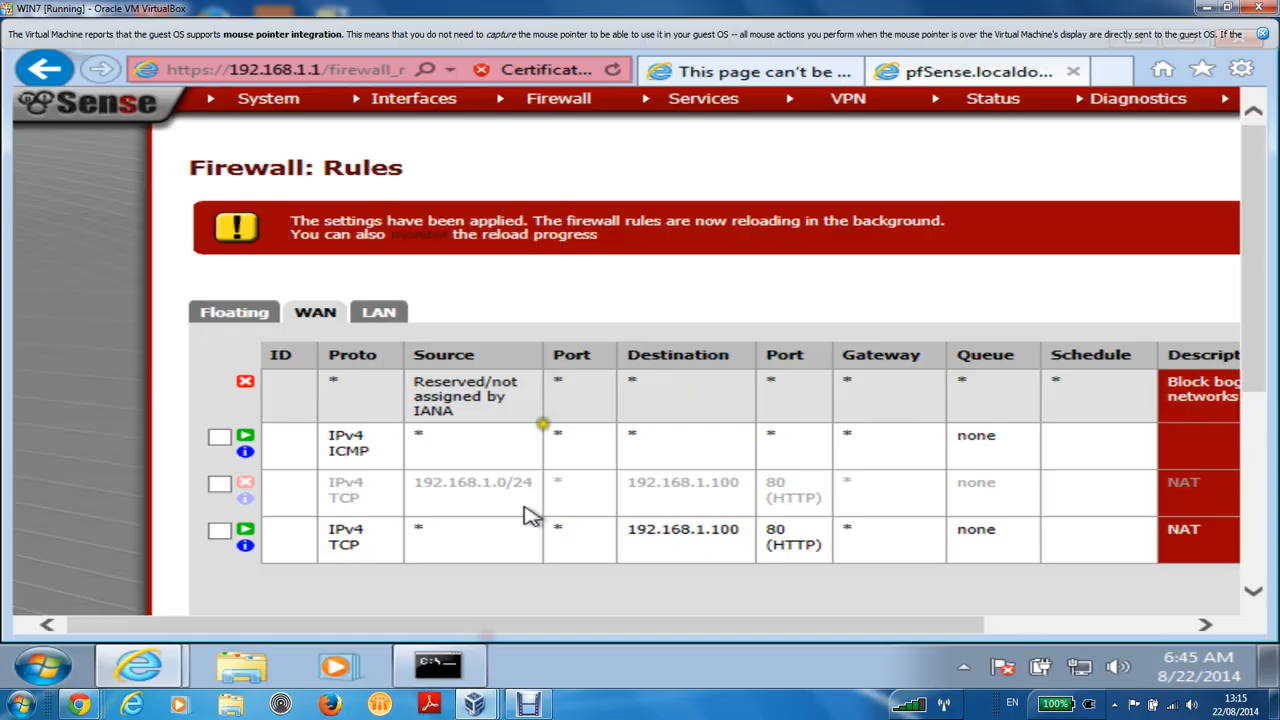 WIN7 [Running] - Oracle VM VirtualBox
The Virtual Machine reports that the guest OS supports mouse pointer integration. This means that you do not need to capture the mouse pointer to be able to use it in your guest OS -- all mouse actions you perform when the mouse pointer is over the Virtual Machine's display are directly sent to the guest OS. If the
https://192.168.1.1/firewall_r
Certificat...
This page can't be ...
pfSense.localdo...
Sense
System
Interfaces
Firewall
Services
VPN
Status
Diagnostics
Firewall: Rules
The settings have been applied. The firewall rules are now reloading in the background.
You can also monitor the reload progress
Floating
WAN
LAN
ID
Proto
Source
Port
Destination
Port
Gateway
Queue
Schedule
Descript
*
Reserved/not
assigned by
IANA
*
*
*
*
*
*
Block bog
networks
IPv4
ICMP
*
*
*
*
*
none
IPv4
TCP
192.168.1.0/24
*
192.168.1.100
80
(HTTP)
*
none
NAT
IPv4
TCP
*
*
192.168.1.100
80
(HTTP)
*
none
NAT
6:45 AM
8/22/2014
EN
100%
13:15
22/08/2014